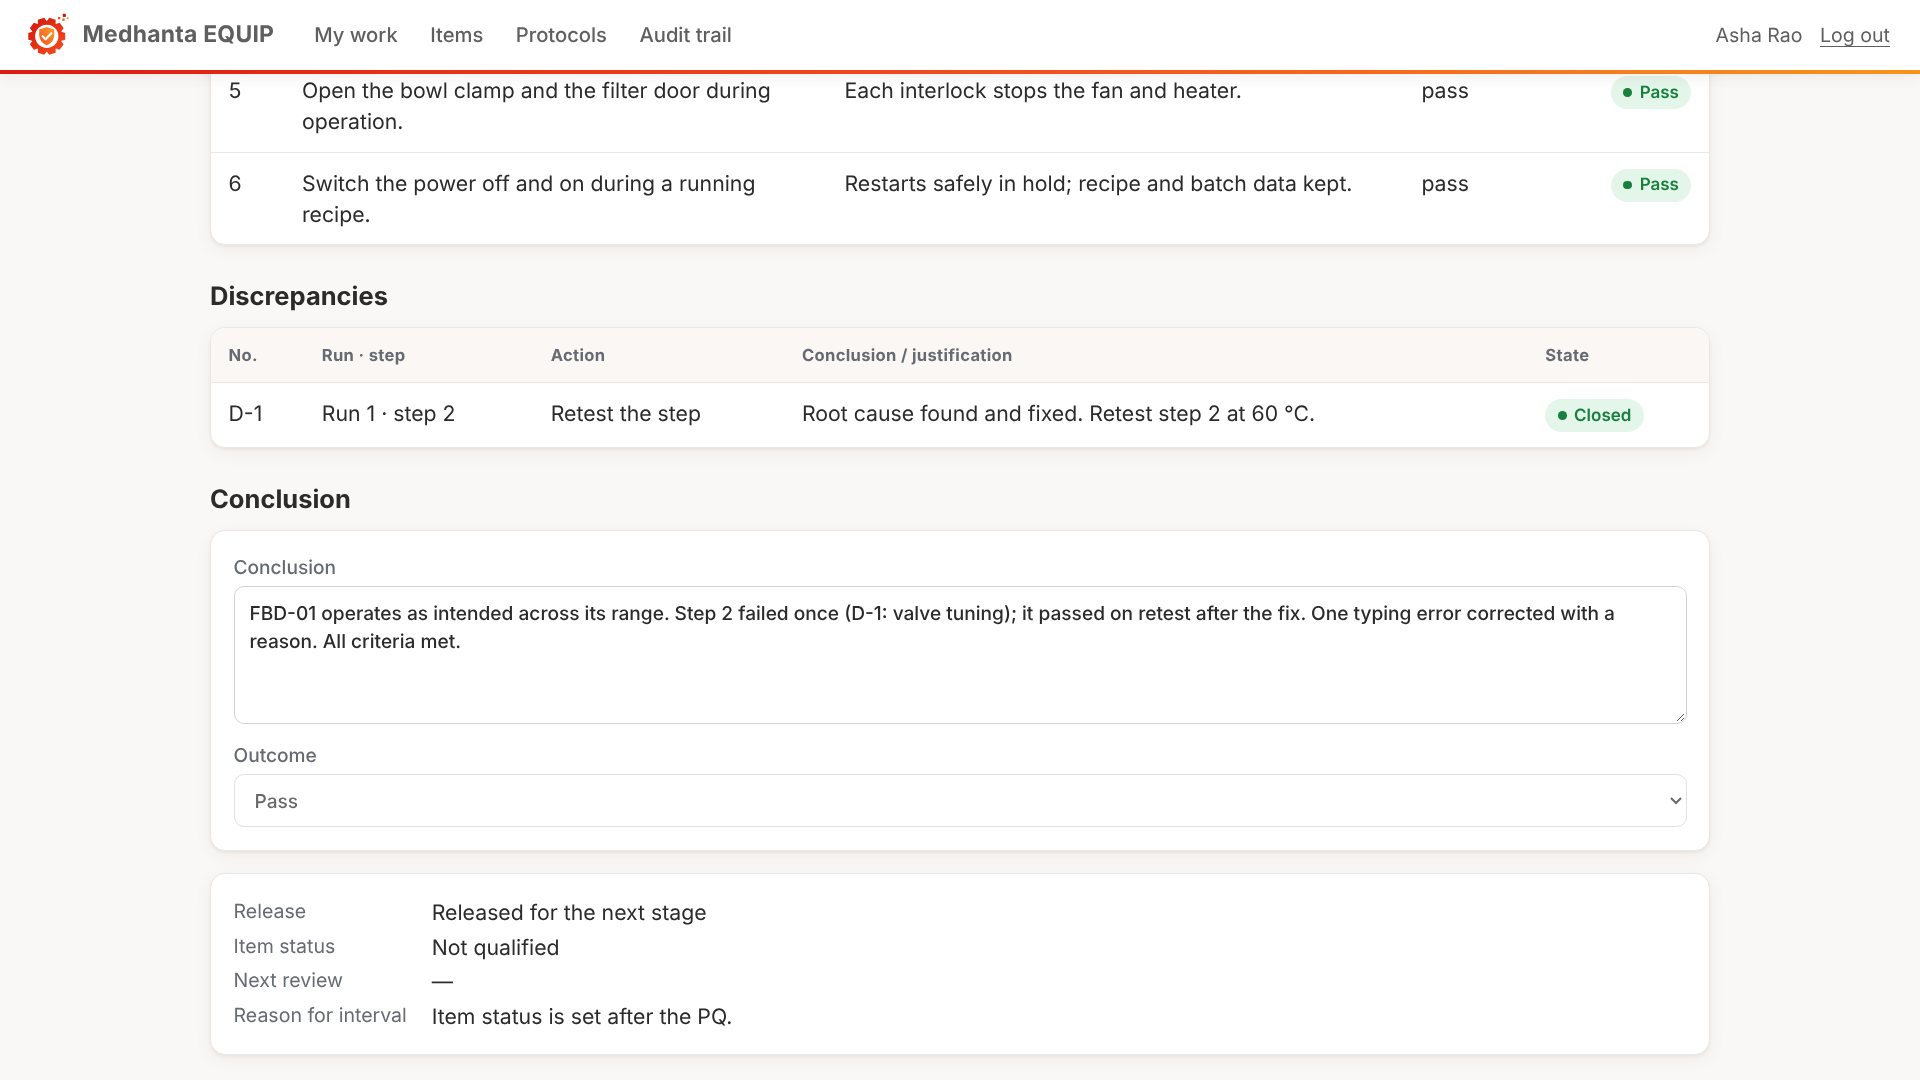 Medhanta EQUIP My work Items Protocols Audit trail Asha Rao Log out
5 Open the bowl clamp and the filter door during Each interlock stops the fan and heater. pass Pass
operation.
6 Switch the power off and on during a running Restarts safely in hold; recipe and batch data kept. pass Pass
recipe.
Discrepancies
No. Run · step Action Conclusion / justification State
D-1 Run 1 · step 2 Retest the step Root cause found and fixed. Retest step 2 at 60 °C. Closed
Conclusion
Conclusion
FBD-01 operates as intended across its range. Step 2 failed once (D-1: valve tuning); it passed on retest after the fix. One typing error corrected with a
reason. All criteria met.
Outcome
Pass
Release Released for the next stage
Item status Not qualified
Next review —
Reason for interval Item status is set after the PQ.